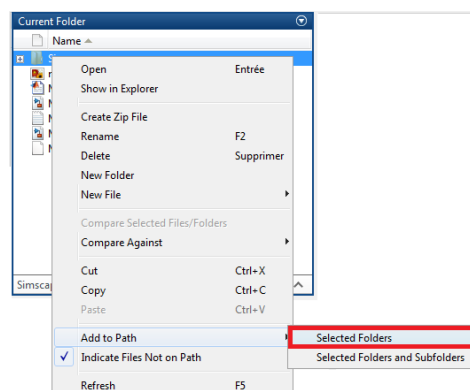 Current Folder
Name
Open Entrée
Show in Explorer
Create Zip File
Rename F2
Delete Supprimer
New Folder
New File
Compare Selected Files/Folders
Compare Against
Cut Ctrl+X
Copy Ctrl+C
Paste Ctrl+V
Add to Path
Selected Folders
Indicate Files Not on Path
Selected Folders and Subfolders
Refresh F5